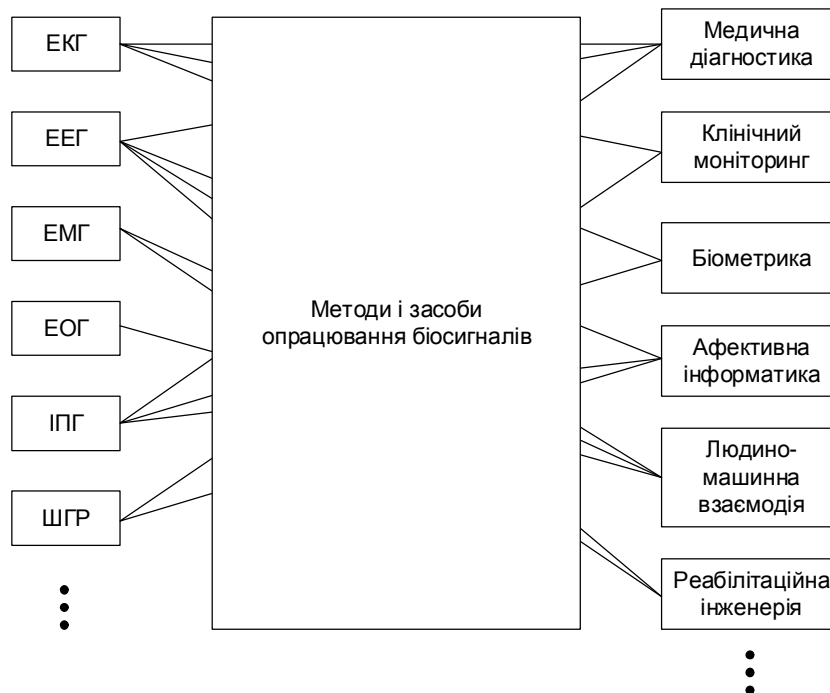 ЕКГ
ЕЕГ
ЕМГ
ЕОГ
ІПГ
ШГР
Методи і засоби
опрацювання біосигналів
Медична
діагностика
Клінічний
моніторинг
Біометрика
Афективна
інформатика
Людино-
машинна
взаємодія
Реабілітаційна
інженерія